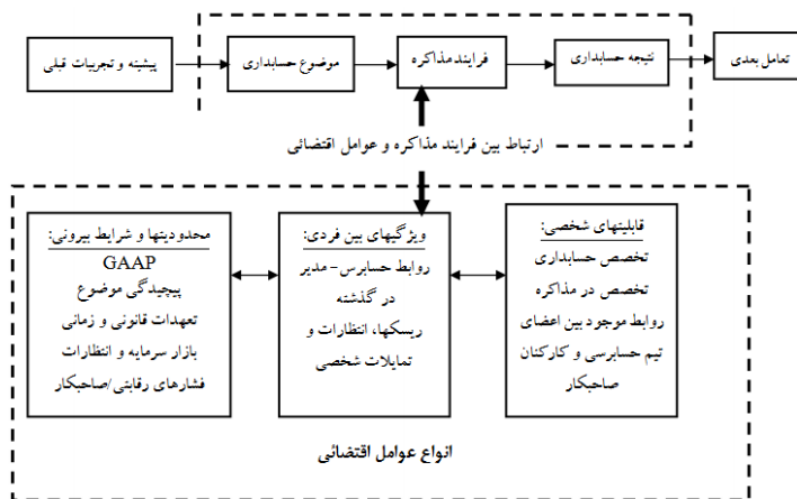 پیشینه و تجربیات قبلی
موضوع حسابداری
فرایند مذاکره
نتیجه حسابداری
تعامل بعدی
ارتباط بین فرایند مذاکره و عوامل اقتضائی
قابلیتهای شخصی:
تخصص حسابداری
تخصص در مذاکره
روابط موجود بین اعضای
تیم حسابرسی و کارکنان
صاحبکار
ویژگیهای بین فردی:
روابط حسابرس- مدیر
در گذشته
ریسکها، انتظارات و
تمایلات شخصی
محدودیتها و شرایط بیرونی:
GAAP
پیچیدگی موضوع
تعهدات قانونی و زمانی
بازار سرمایه و انتظارات
فشارهای رقابتی/صاحبکار
انواع عوامل اقتضائی